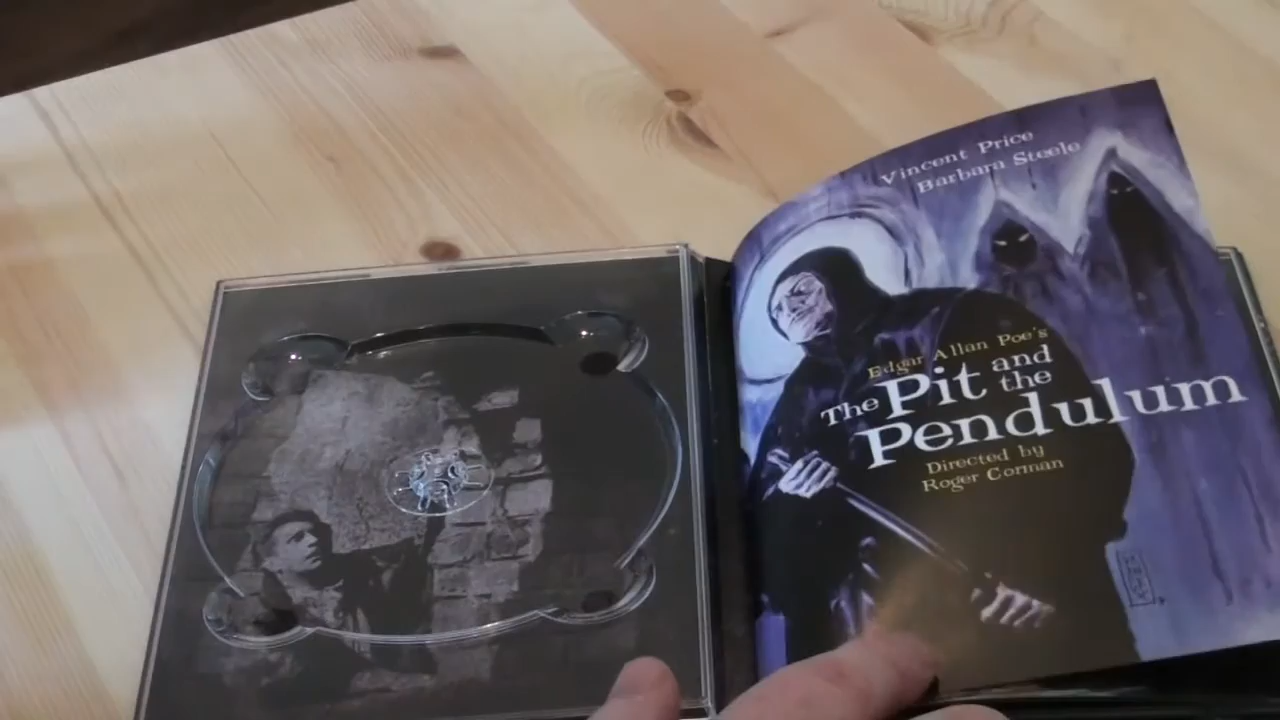 Vincent Price
Barbara Steele
Edgar Allan Poe's
The Pit and the
Pendulum
Directed by
Roger Corman